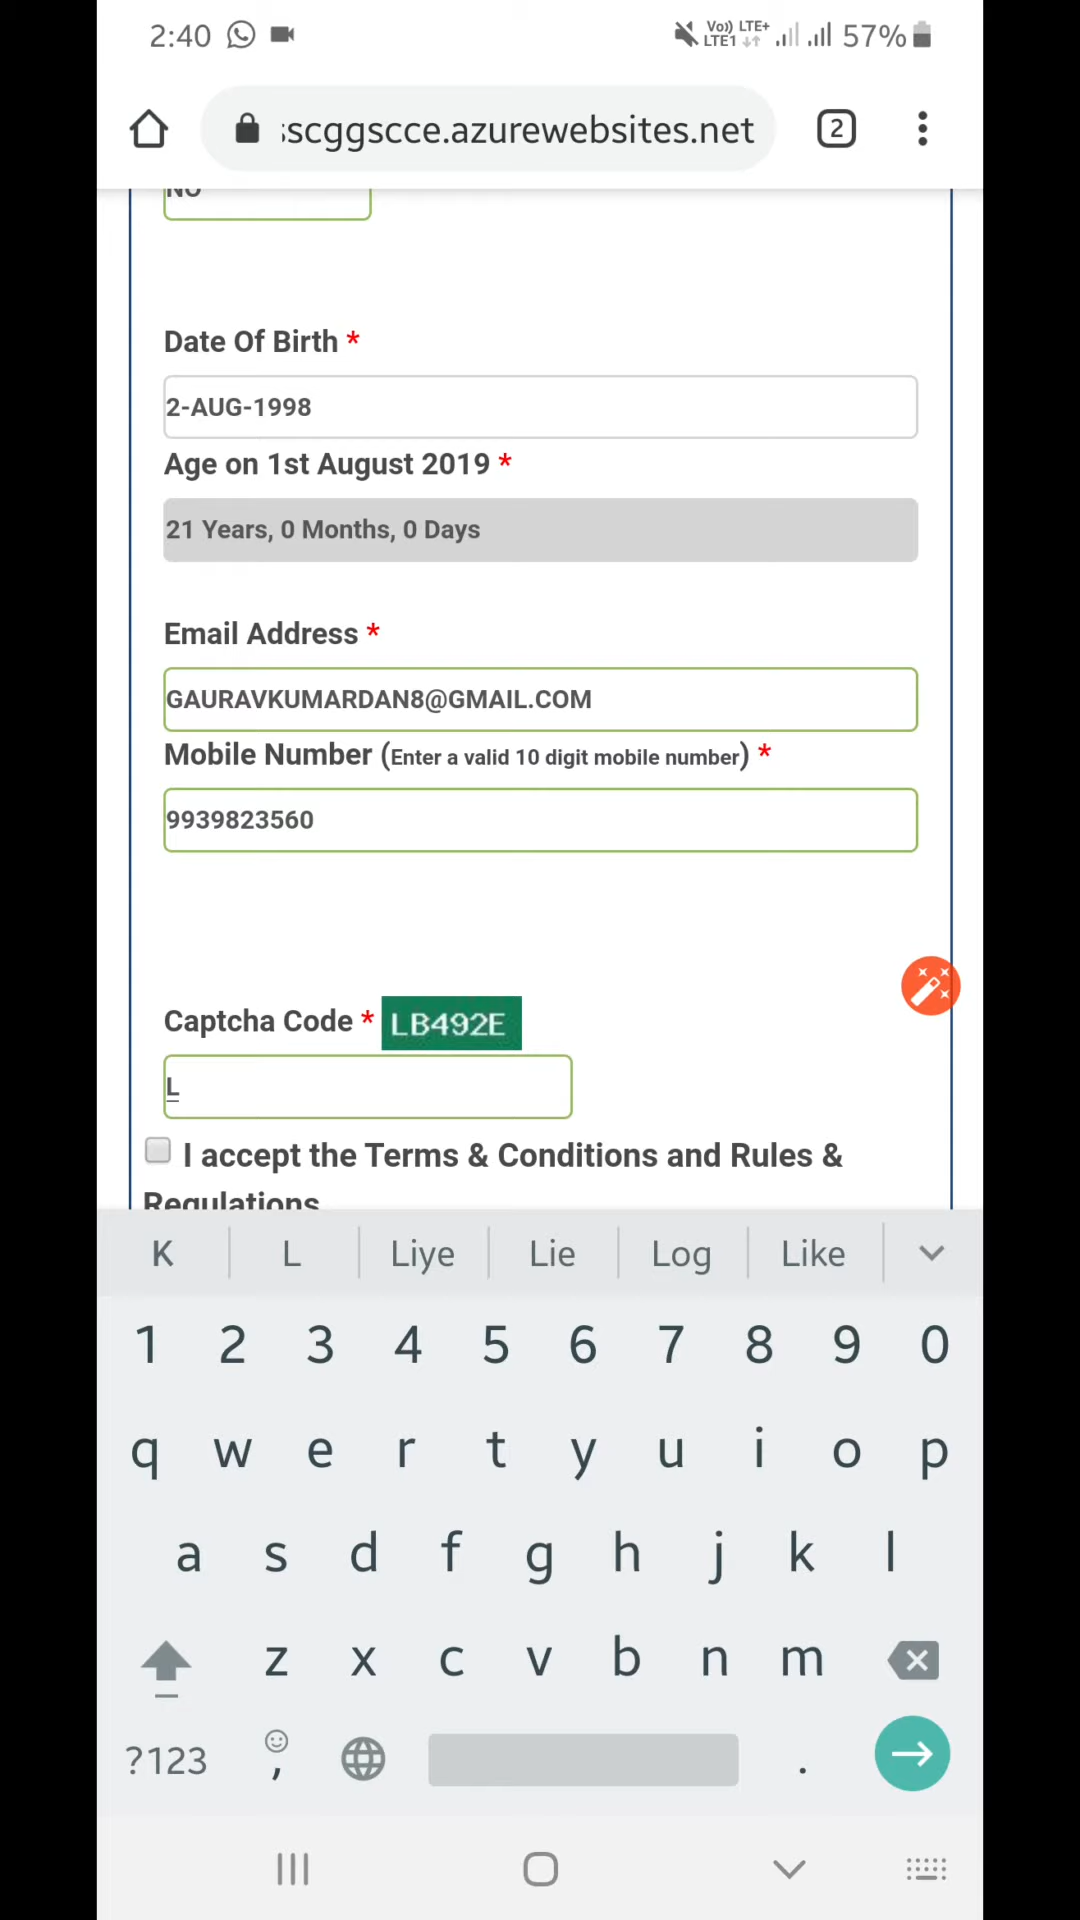 2:40 Vo)) LTE+ LTE1 57%
sscggscce.azurewebsites.net 2
NO
Date Of Birth *
2-AUG-1998
Age on 1st August 2019 *
21 Years, 0 Months, 0 Days
Email Address *
GAURAVKUMARDAN8@GMAIL.COM
Mobile Number (Enter a valid 10 digit mobile number) *
9939823560
Captcha Code * LB492E
L
I accept the Terms & Conditions and Rules &
Regulations
K L Liye Lie Log Like
1 2 3 4 5 6 7 8 9 0
q w e r t y u i o p
a s d f g h j k l
z x c v b n m
?123 , .